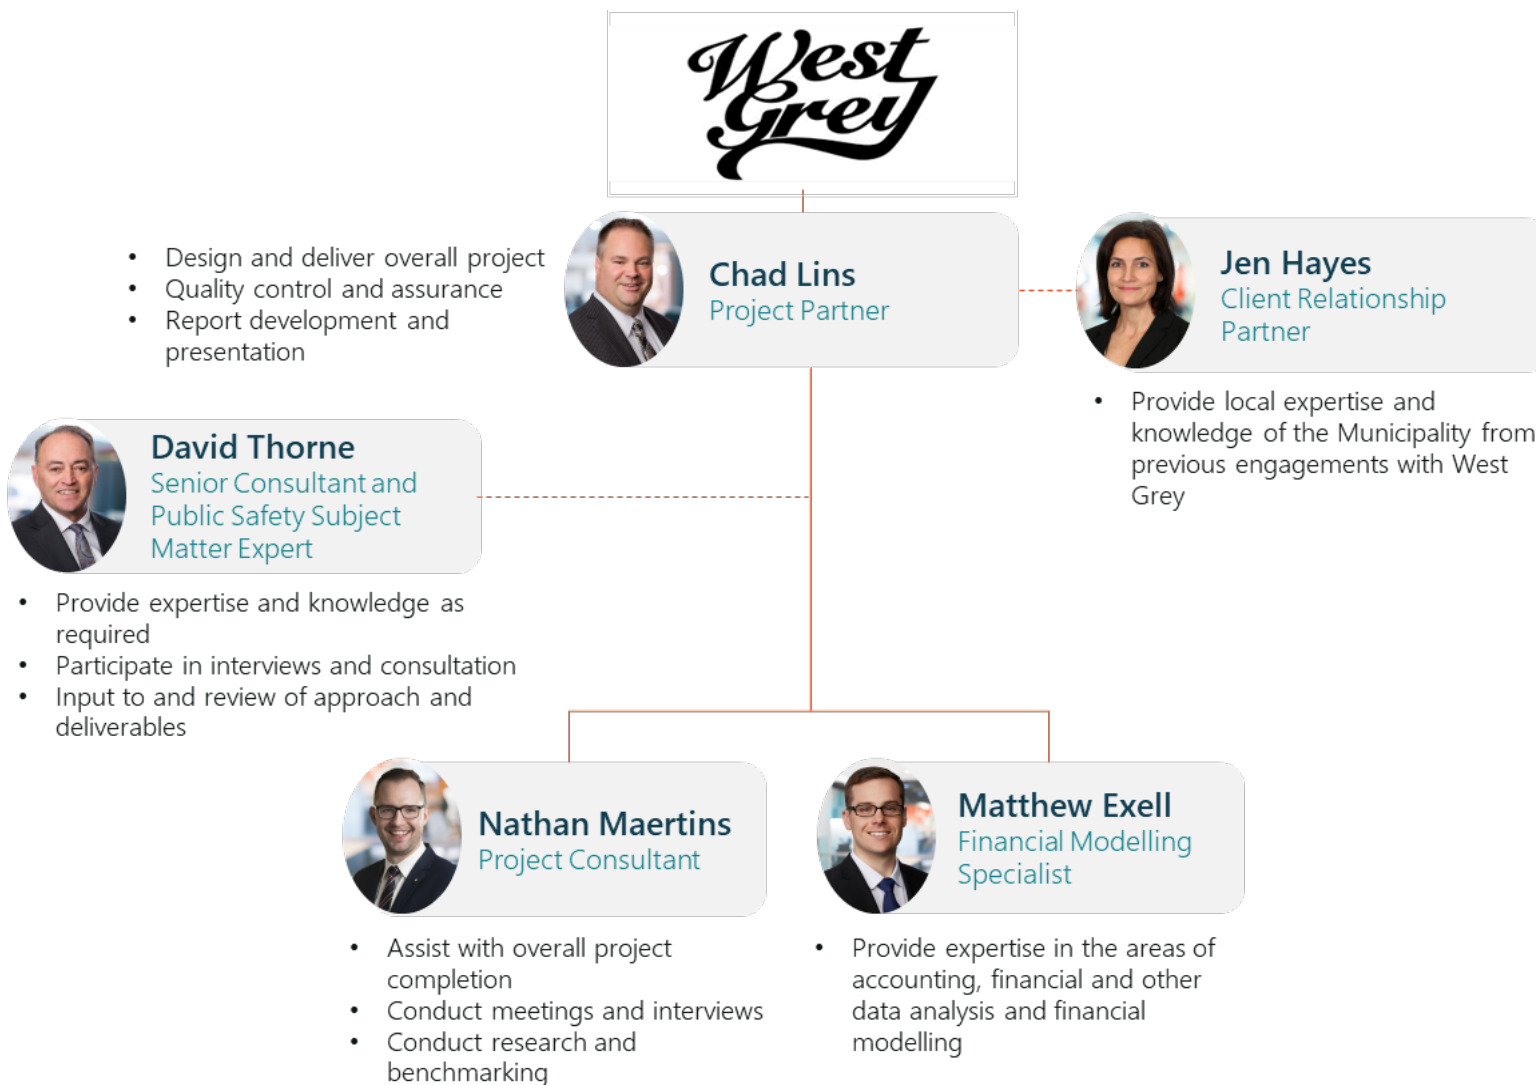 West
Grey
• Design and deliver overall project
• Quality control and assurance
• Report development and
presentation
Chad Lins
Project Partner
Jen Hayes
Client Relationship
Partner
• Provide local expertise and
knowledge of the Municipality from
previous engagements with West
Grey
David Thorne
Senior Consultant and
Public Safety Subject
Matter Expert
• Provide expertise and knowledge as
required
• Participate in interviews and consultation
• Input to and review of approach and
deliverables
Nathan Maertins
Project Consultant
• Assist with overall project
completion
• Conduct meetings and interviews
• Conduct research and
benchmarking
Matthew Exell
Financial Modelling
Specialist
• Provide expertise in the areas of
accounting, financial and other
data analysis and financial
modelling